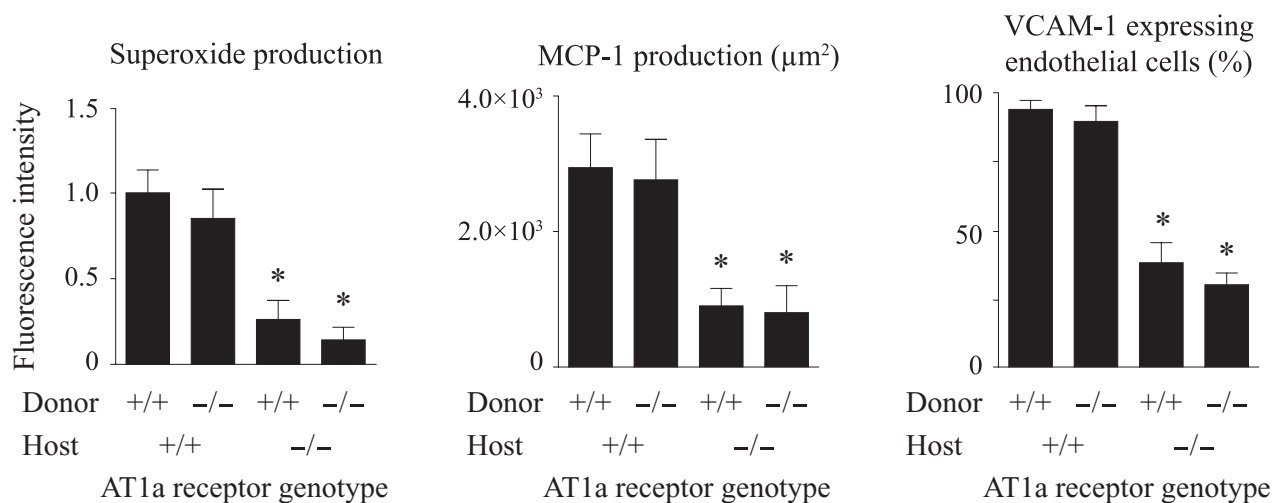 Superoxide production
Fluorescence intensity
1.5
1.0
0.5
0
*
*
Donor +/+ −/− +/+ −/−
Host +/+ −/−
AT1a receptor genotype
MCP-1 production (µm²)
4.0×10³
2.0×10³
0
*
*
+/+ −/− +/+ −/−
+/+ −/−
AT1a receptor genotype
VCAM-1 expressing
endothelial cells (%)
100
50
0
*
*
Donor +/+ −/− +/+ −/−
Host +/+ −/−
AT1a receptor genotype